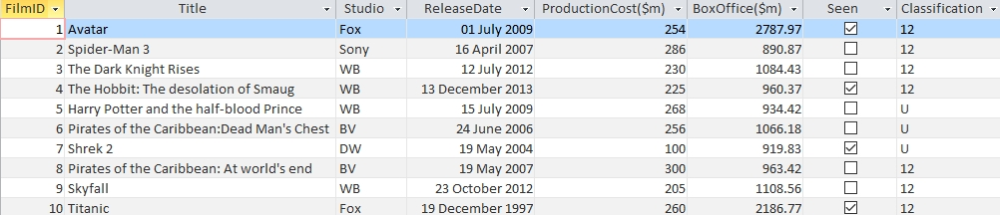 FilmID Title Studio ReleaseDate ProductionCost($m) BoxOffice($m) Seen Classification
1 Avatar Fox 01 July 2009 254 2787.97 12
2 Spider-Man 3 Sony 16 April 2007 286 890.87 12
3 The Dark Knight Rises WB 12 July 2012 230 1084.43 12
4 The Hobbit: The desolation of Smaug WB 13 December 2013 225 960.37 12
5 Harry Potter and the half-blood Prince WB 15 July 2009 268 934.42 U
6 Pirates of the Caribbean:Dead Man's Chest BV 24 June 2006 256 1066.18 U
7 Shrek 2 DW 19 May 2004 100 919.83 U
8 Pirates of the Caribbean: At world's end BV 19 May 2007 300 963.42 12
9 Skyfall WB 23 October 2012 205 1108.56 12
10 Titanic Fox 19 December 1997 260 2186.77 12